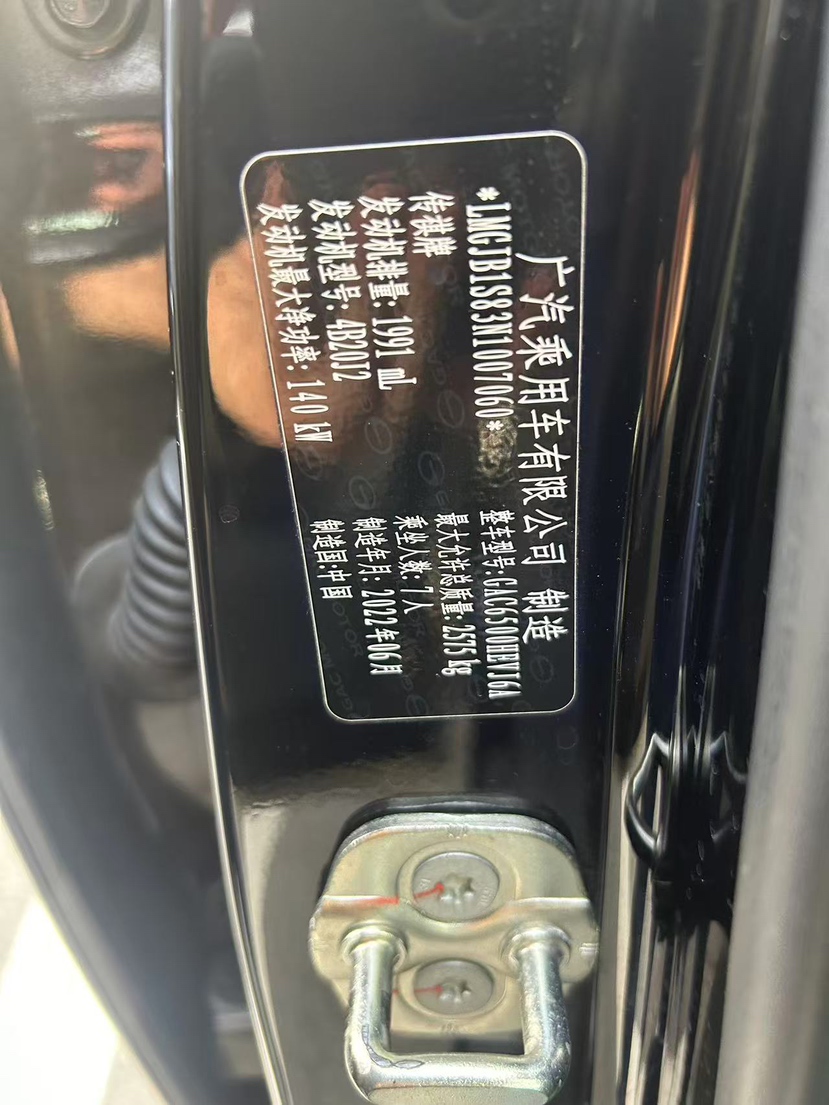 广汽乘用车有限公司 制造
*LMGJB1S83N1007060*
整车型号:GAC6500HEVJ6A
传祺牌
最大允许总质量:2575 kg
发动机排量:1991 mL
乘坐人数:7人
发动机型号:4B20J2
制造年月:2022年06月
发动机最大净功率:140 kW
制造国:中国